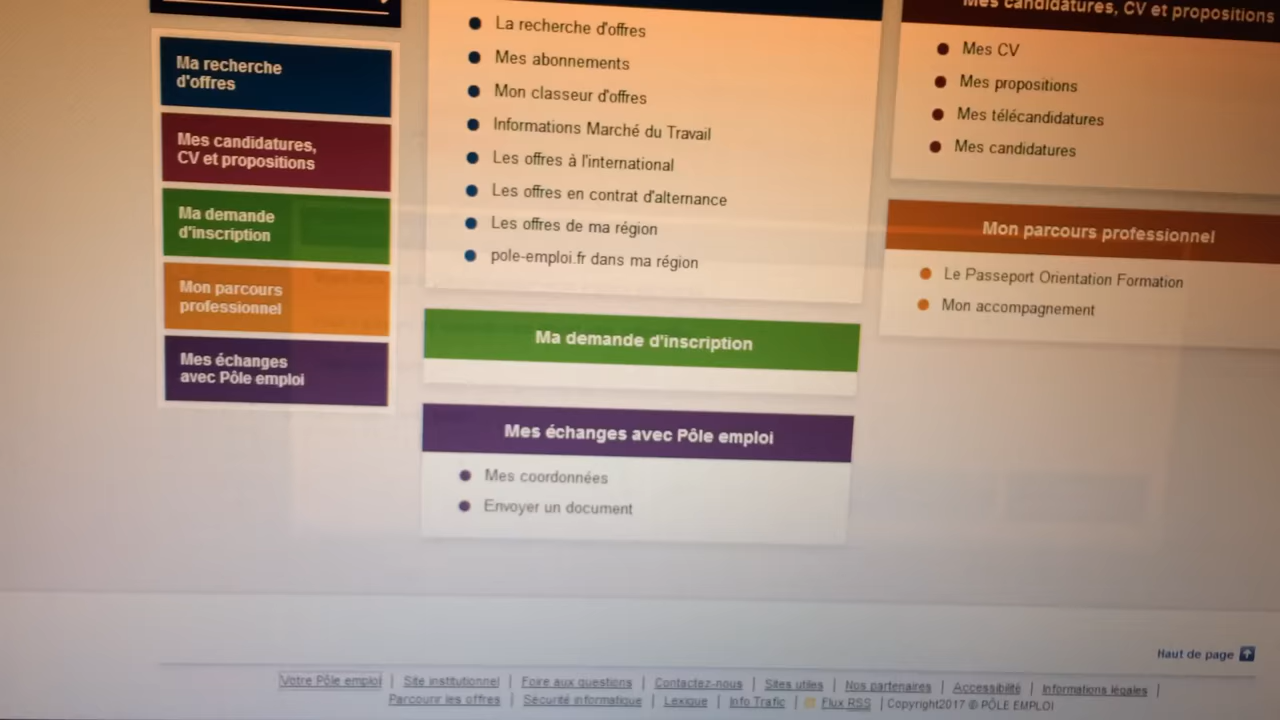 Ma recherche
d'offres
Mes candidatures,
CV et propositions
Ma demande
d'inscription
Mon parcours
professionnel
Mes échanges
avec Pôle emploi
La recherche d'offres
Mes abonnements
Mon classeur d'offres
Informations Marché du Travail
Les offres à l'international
Les offres en contrat d'alternance
Les offres de ma région
pole-emploi.fr dans ma région
Ma demande d'inscription
Mes échanges avec Pôle emploi
Mes coordonnées
Envoyer un document
Mes candidatures, CV et propositions
Mes CV
Mes propositions
Mes télécandidatures
Mes candidatures
Mon parcours professionnel
Le Passeport Orientation Formation
Mon accompagnement
Haut de page
Votre Pôle emploi | Site institutionnel | Foire aux questions | Contactez-nous | Sites utiles | Nos partenaires | Accessibilité | Informations légales |
Parcourir les offres | Sécurité informatique | Lexique | Info Trafic | Flux RSS | Copyright2017 © PÔLE EMPLOI